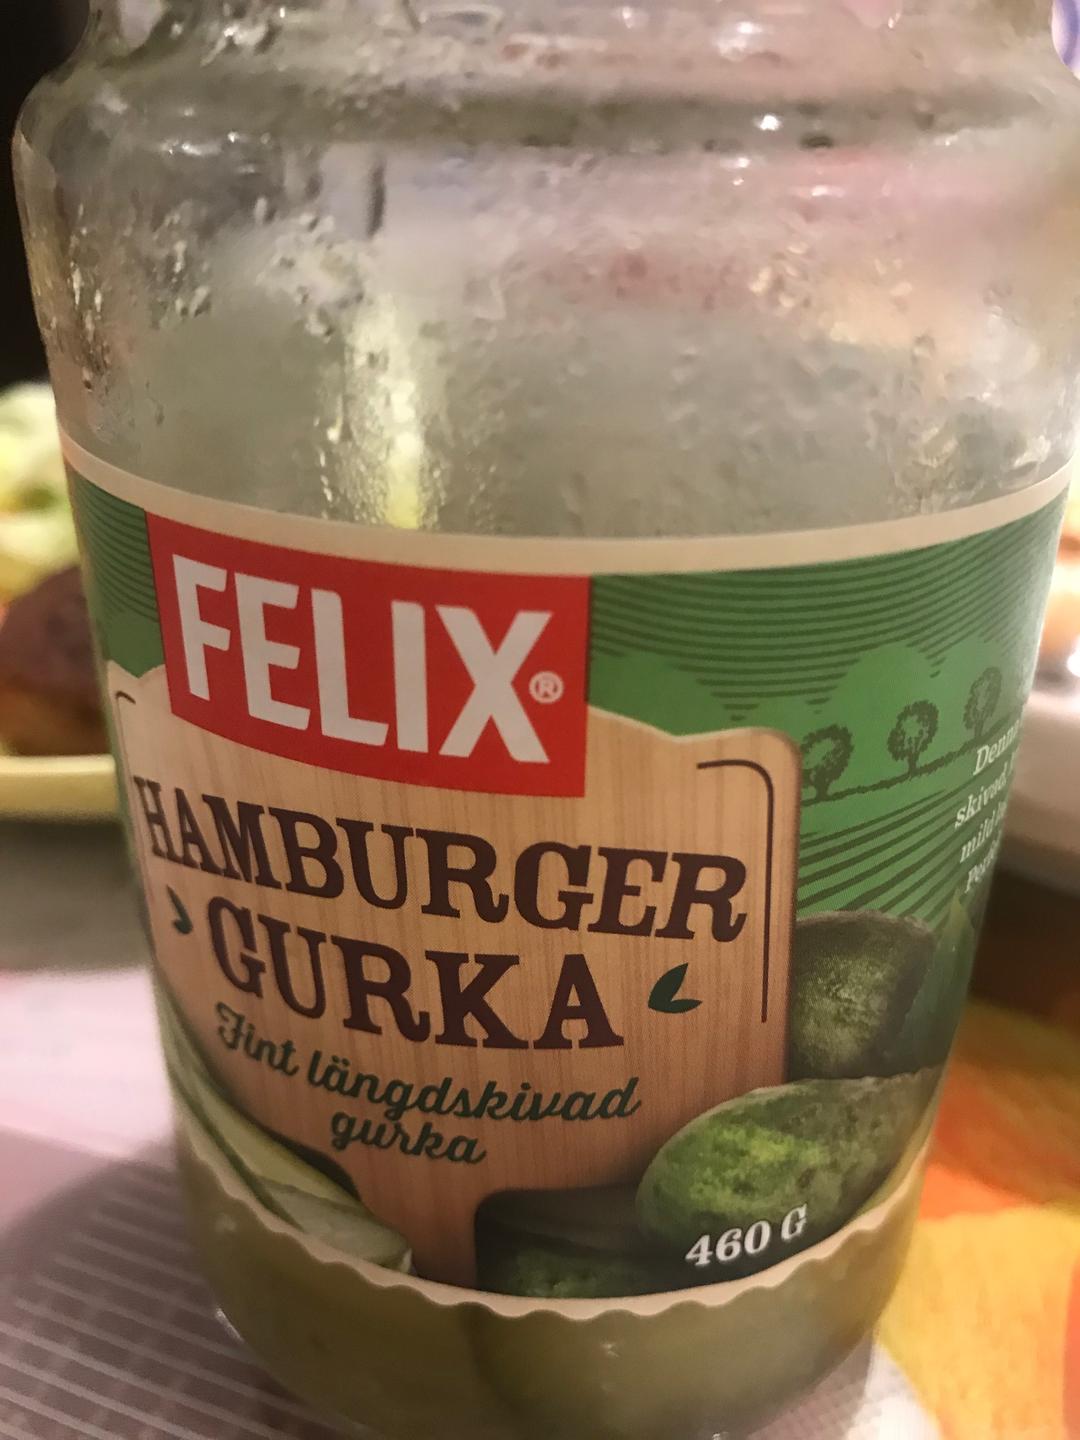 FELIX®
HAMBURGER
GURKA
Fint längdskivad
gurka
460 G